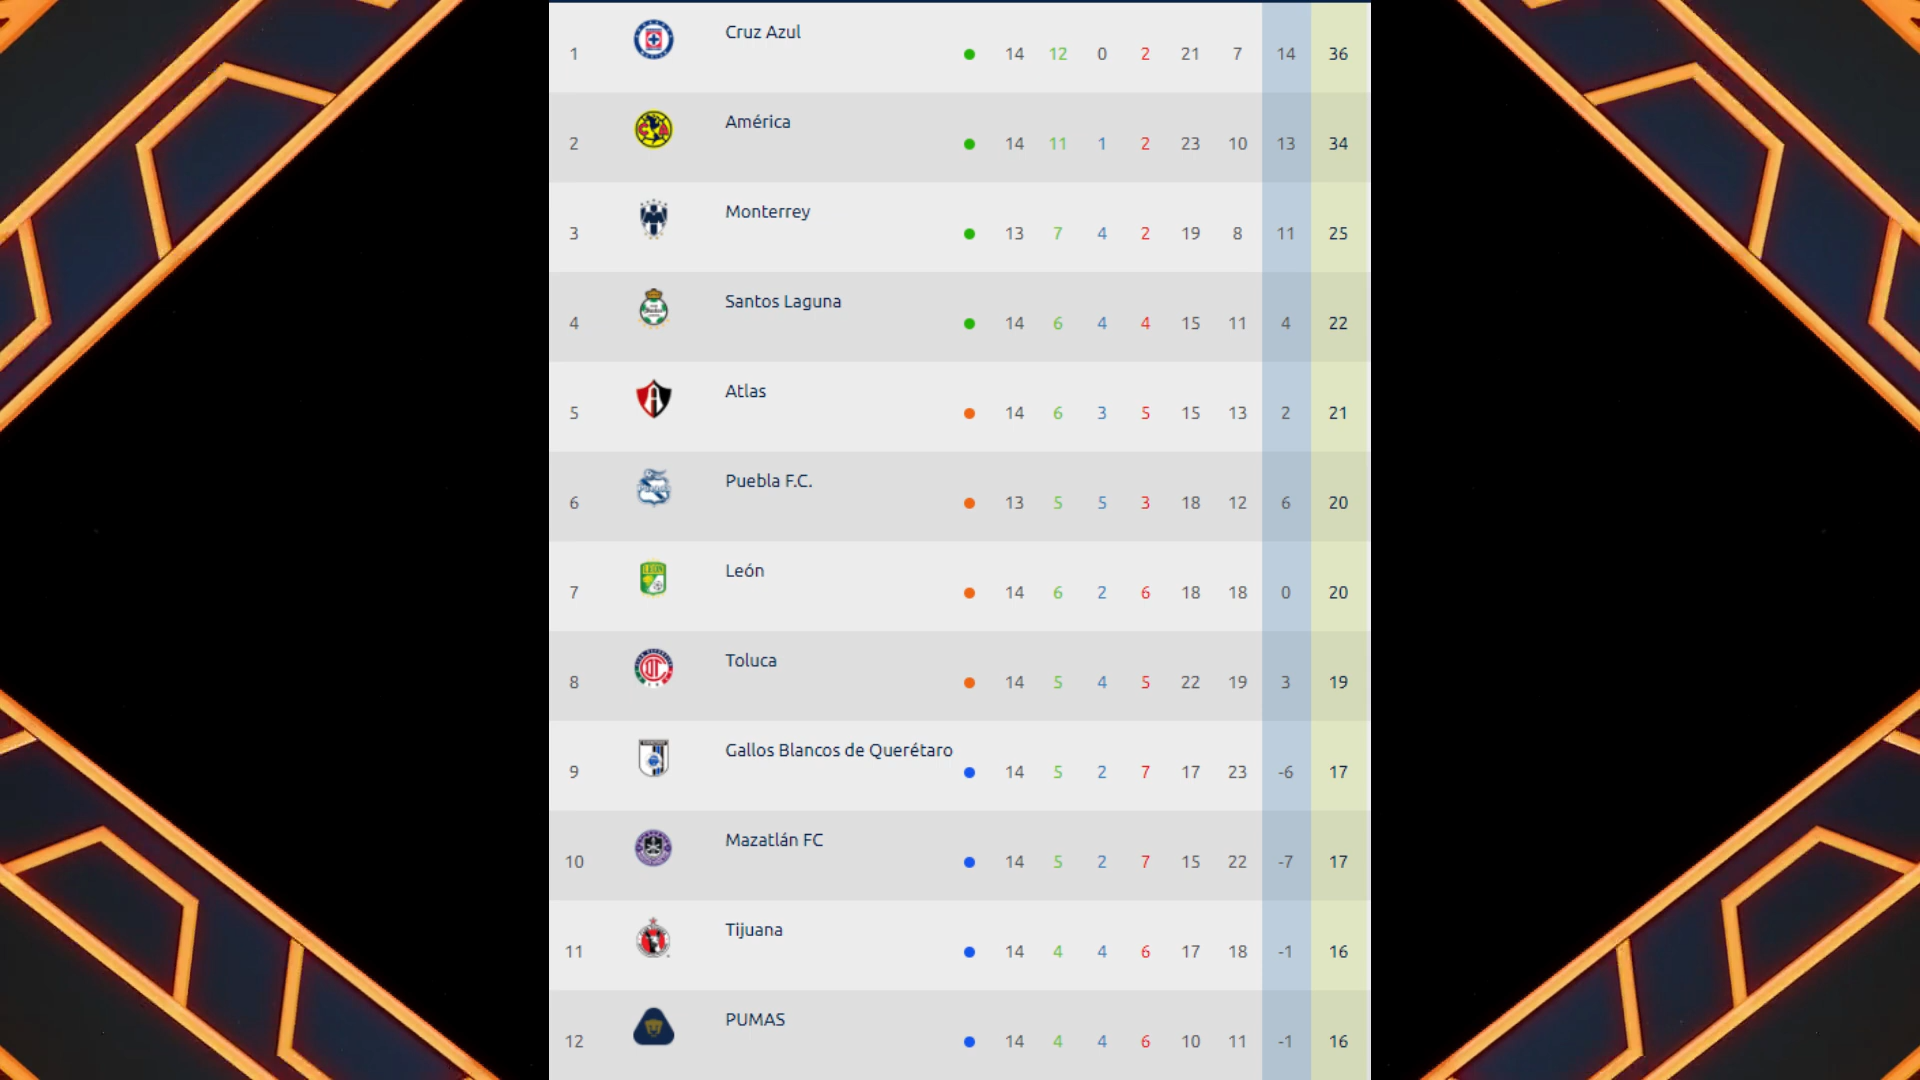 1 Cruz Azul 14 12 0 2 21 7 14 36
2 América 14 11 1 2 23 10 13 34
3 Monterrey 13 7 4 2 19 8 11 25
4 Santos Laguna 14 6 4 4 15 11 4 22
5 Atlas 14 6 3 5 15 13 2 21
6 Puebla F.C. 13 5 5 3 18 12 6 20
7 León 14 6 2 6 18 18 0 20
8 Toluca 14 5 4 5 22 19 3 19
9 Gallos Blancos de Querétaro 14 5 2 7 17 23 -6 17
10 Mazatlán FC 14 5 2 7 15 22 -7 17
11 Tijuana 14 4 4 6 17 18 -1 16
12 PUMAS 14 4 4 6 10 11 -1 16